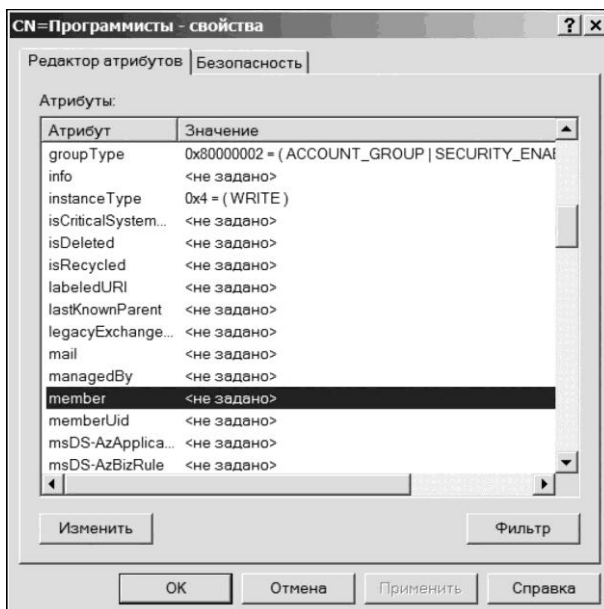 CN=Программисты - свойства
Редактор атрибутов Безопасность
Атрибуты:
Атрибут Значение
groupType 0x80000002 = ( ACCOUNT_GROUP | SECURITY_ENAE
info <не задано>
instanceType 0x4 = ( WRITE )
isCriticalSystem... <не задано>
isDeleted <не задано>
isRecycled <не задано>
labeledURI <не задано>
lastKnownParent <не задано>
legacyExchange... <не задано>
mail <не задано>
managedBy <не задано>
member <не задано>
memberUid <не задано>
msDS-AzApplica... <не задано>
msDS-AzBizRule <не задано>
Изменить Фильтр
OK Отмена Применить Справка